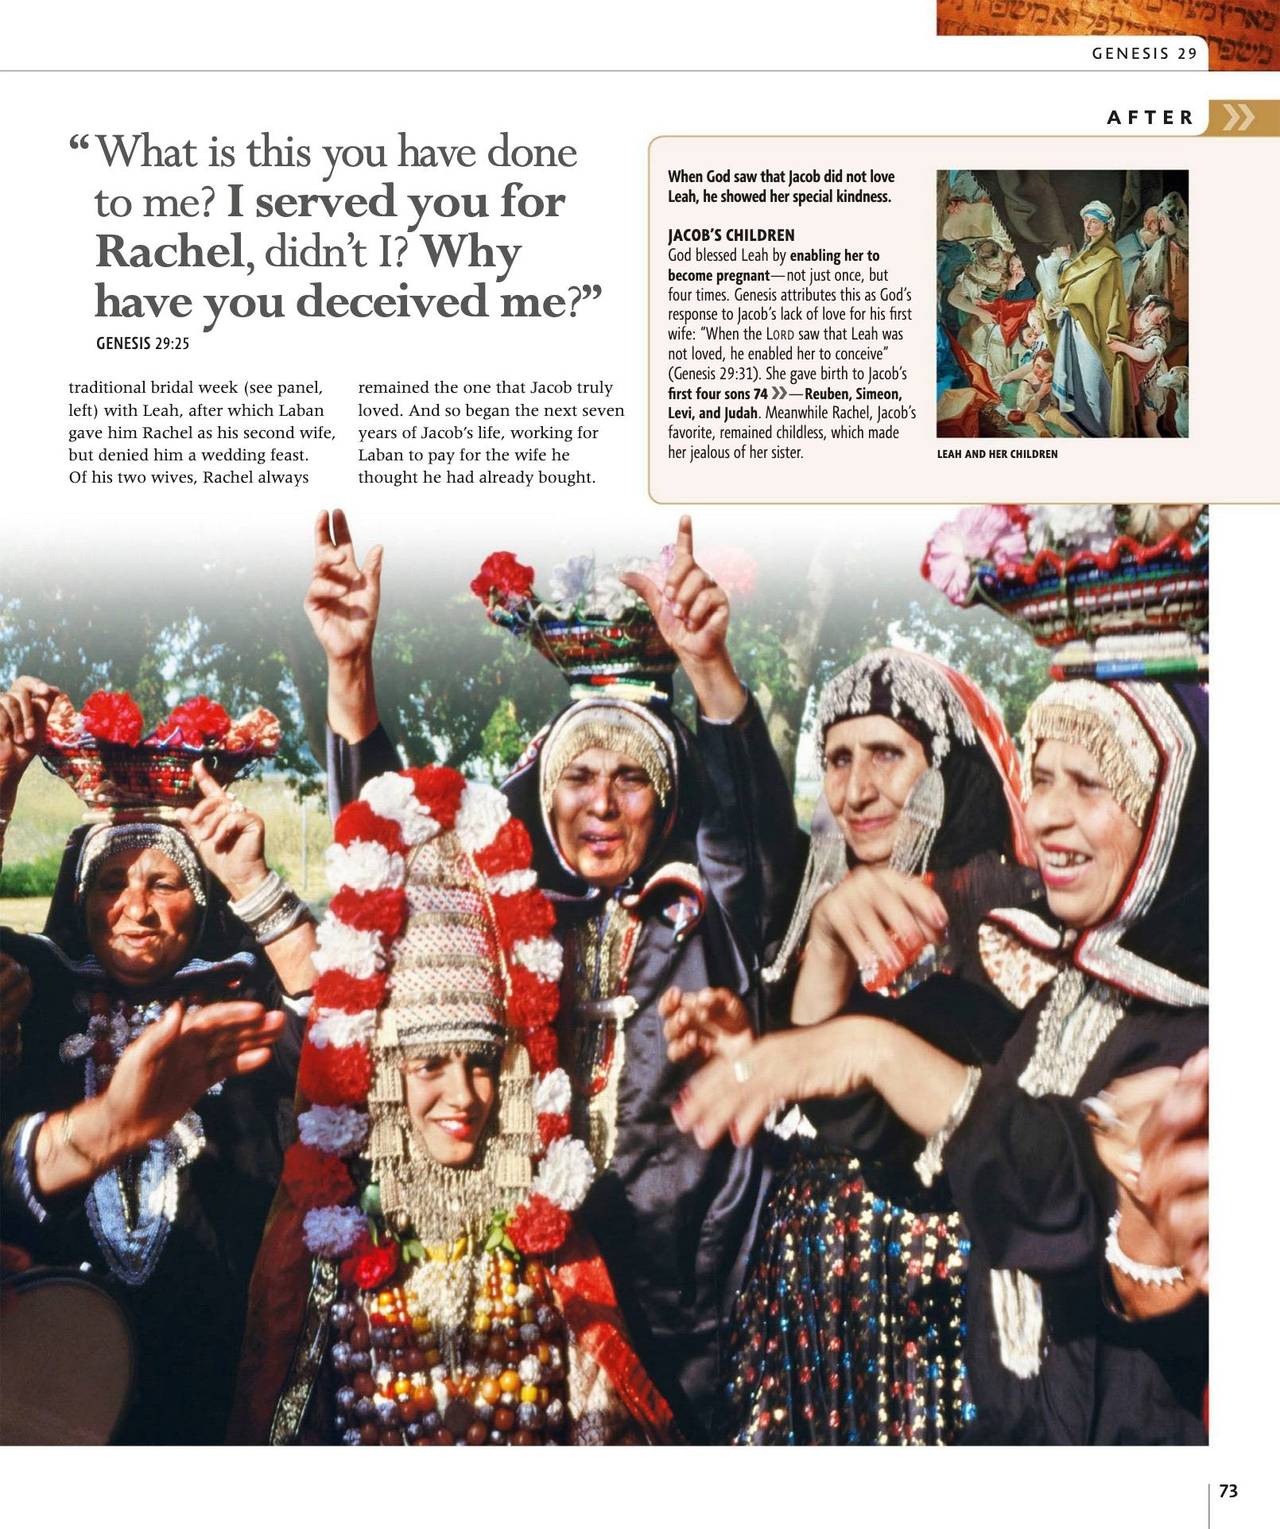 GENESIS 29
AFTER
“What is this you have done
to me? I served you for
Rachel, didn’t I? Why
have you deceived me?”
GENESIS 29:25
traditional bridal week (see panel,
left) with Leah, after which Laban
gave him Rachel as his second wife,
but denied him a wedding feast.
Of his two wives, Rachel always
remained the one that Jacob truly
loved. And so began the next seven
years of Jacob’s life, working for
Laban to pay for the wife he
thought he had already bought.
When God saw that Jacob did not love
Leah, he showed her special kindness.
JACOB’S CHILDREN
God blessed Leah by enabling her to
become pregnant—not just once, but
four times. Genesis attributes this as God’s
response to Jacob’s lack of love for his first
wife: “When the LORD saw that Leah was
not loved, he enabled her to conceive”
(Genesis 29:31). She gave birth to Jacob’s
first four sons 74 »—Reuben, Simeon,
Levi, and Judah. Meanwhile Rachel, Jacob’s
favorite, remained childless, which made
her jealous of her sister.
LEAH AND HER CHILDREN
73